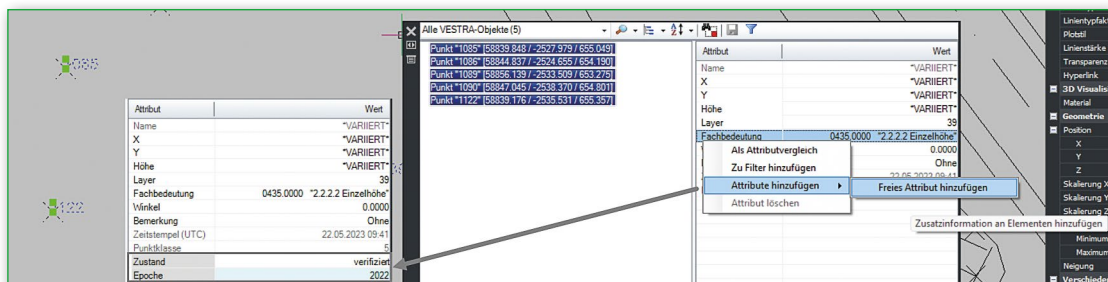 Alle VESTRA-Objekte (5)
Punkt "1085" [58839.848 / -2527.979 / 655.049]
Punkt "1086" [58844.837 / -2524.655 / 654.190]
Punkt "1089" [58856.139 / -2533.509 / 653.275]
Punkt "1090" [58847.045 / -2538.370 / 654.801]
Punkt "1122" [58839.176 / -2535.531 / 655.357]
Attribut Wert
Name *VARIIERT*
X *VARIIERT*
Y *VARIIERT*
Höhe *VARIIERT*
Layer 39
Fachbedeutung 0435.0000 "2.2.2.2 Einzelhöhe"
0.0000
Ohne
22.05.2023 09:41
Als Attributvergleich
Zu Filter hinzufügen
Attribute hinzufügen
Attribut löschen
Freies Attribut hinzufügen
Zusatzinformation an Elementen hinzufügen
1085
1122
Attribut Wert
Name *VARIIERT*
X *VARIIERT*
Y *VARIIERT*
Höhe *VARIIERT*
Layer 39
Fachbedeutung 0435.0000 "2.2.2.2 Einzelhöhe"
Winkel 0.0000
Bemerkung Ohne
Zeitstempel (UTC) 22.05.2023 09:41
Punktklasse 5
Zustand verifiziert
Epoche 2022
Linientypfakt
Plotstil
Linienstärke
Transparenz
Hyperlink
3D Visualis
Material
Geometrie
Position
X
Y
Z
Skalierung X
Skalierung Y
Skalierung Z
Minimum
Maximum
Neigung
Verschieder